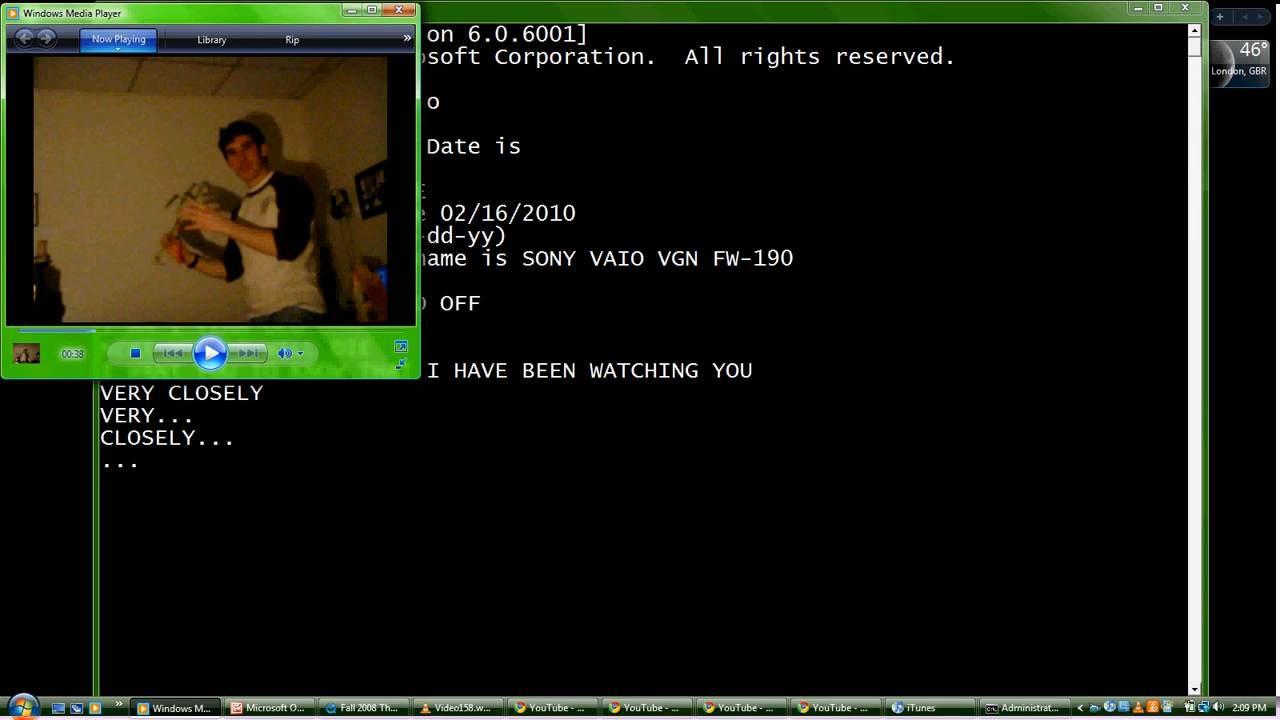 Windows Media Player
Now Playing
Library
Rip
00:38
on 6.0.6001]
soft Corporation. All rights reserved.
o
Date is
02/16/2010
dd-yy)
ame is SONY VAIO VGN FW-190
OFF
I HAVE BEEN WATCHING YOU
VERY CLOSELY
VERY...
CLOSELY...
...
46°
London, GBR
Windows M...
Microsoft O...
Fall 2008 Th...
Video158.w...
YouTube - ...
YouTube - ...
YouTube - ...
YouTube - ...
iTunes
Administrat...
2:09 PM